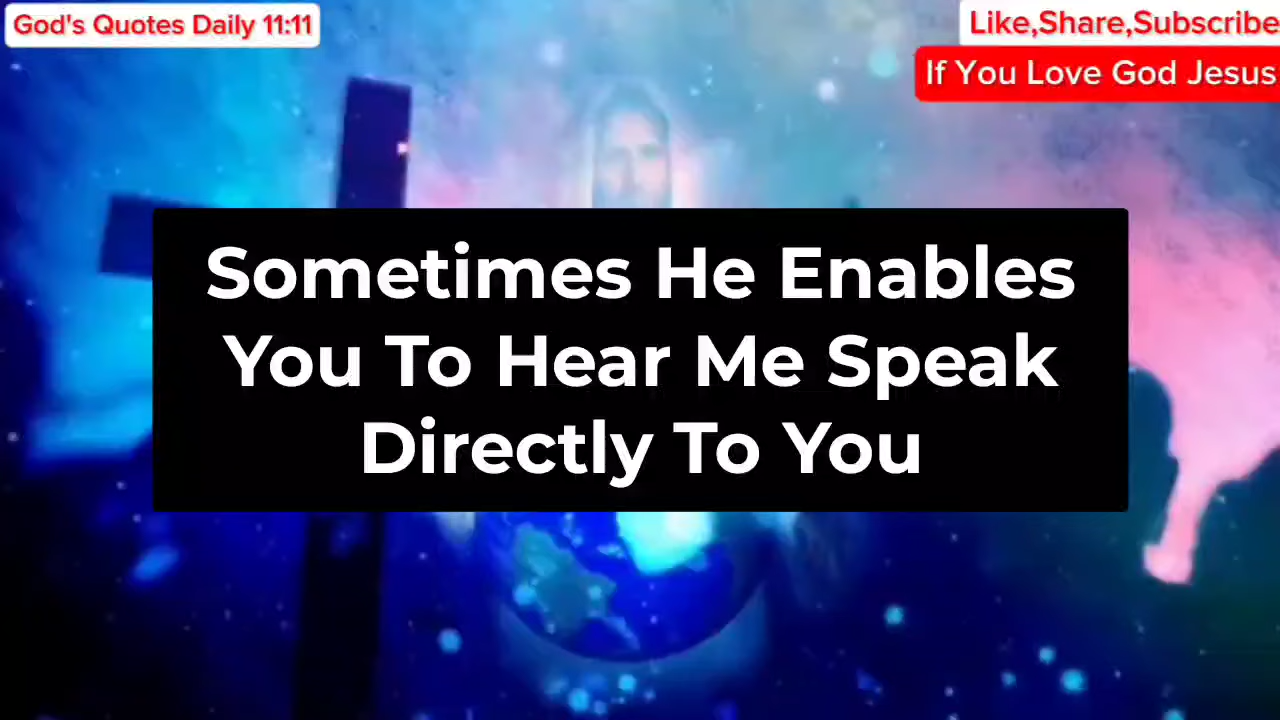 God's Quotes Daily 11:11
Like,Share,Subscribe
If You Love God Jesus
Sometimes He Enables
You To Hear Me Speak
Directly To You